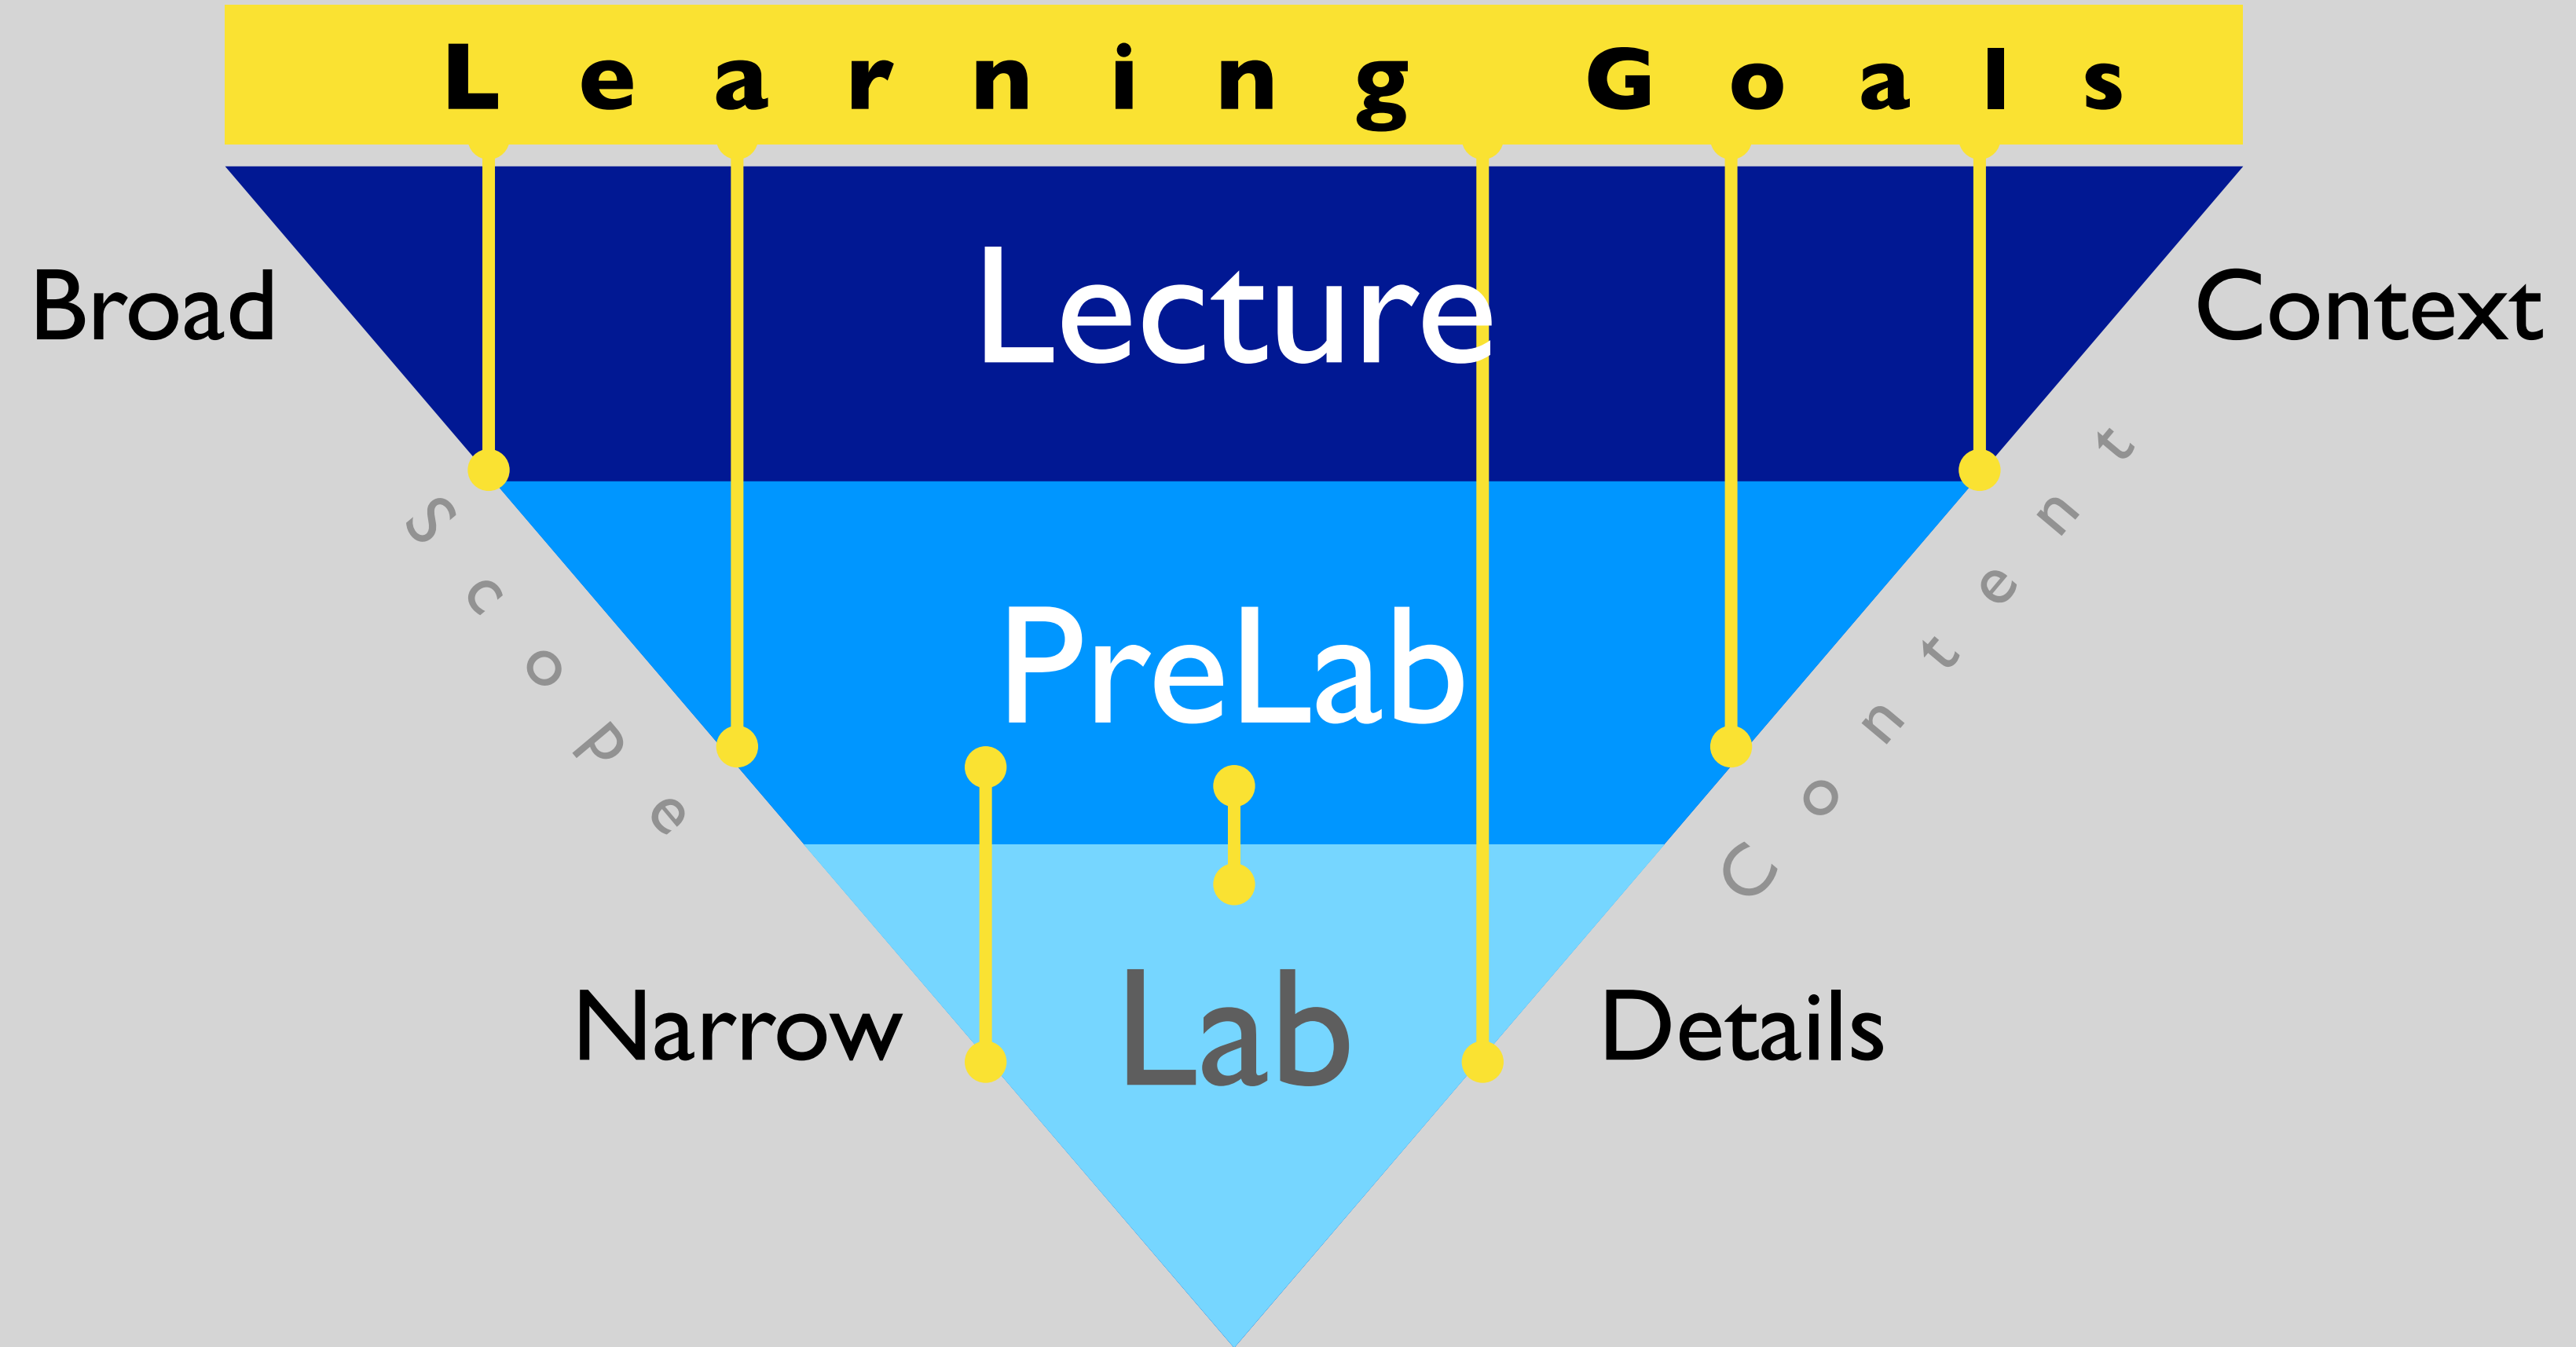 Learning Goals
Lecture
Broad
Context
ScoPe
Content
PreLab
Lab
Narrow
Details